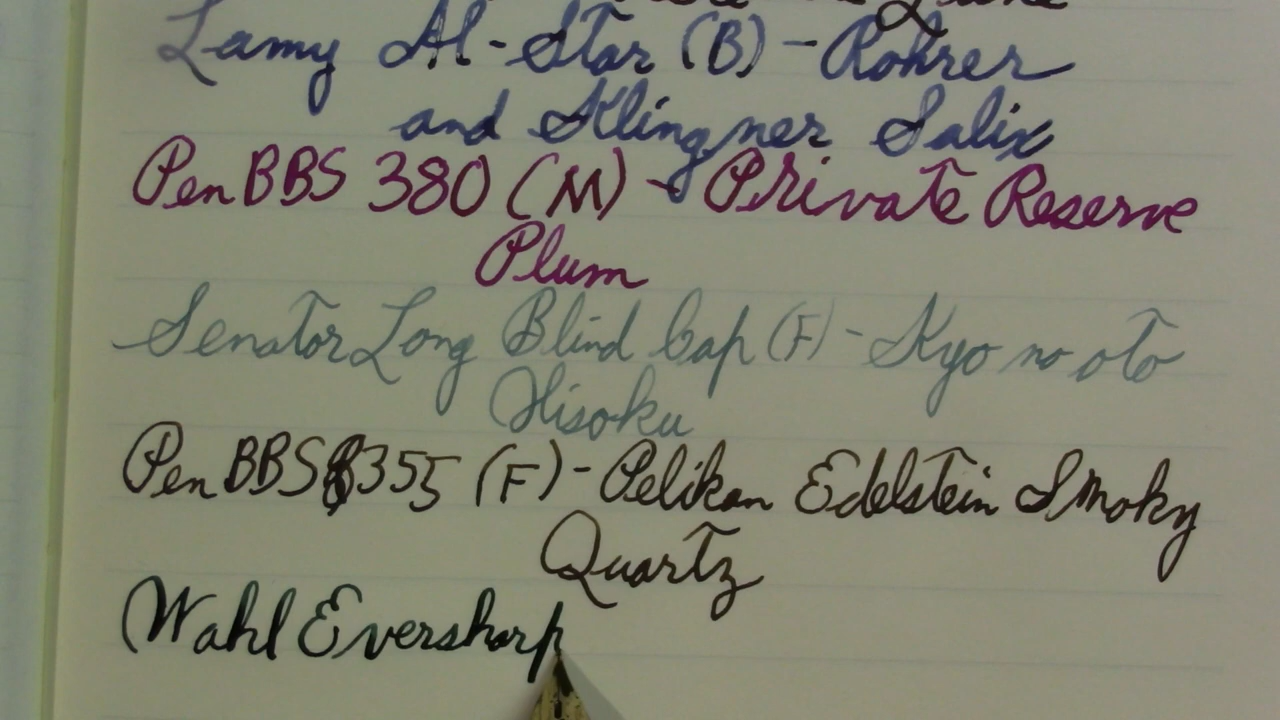 Lamy Al-Star (B) - Rohrer
and Klingner Salix
PenBBS 380 (M) - Private Reserve
Plum
Senator Long Blind Cap (F) - Kyo no oto
Hisoku
PenBBS 355 (F) - Pelikan Edelstein Smoky
Quartz
Wahl Eversharp